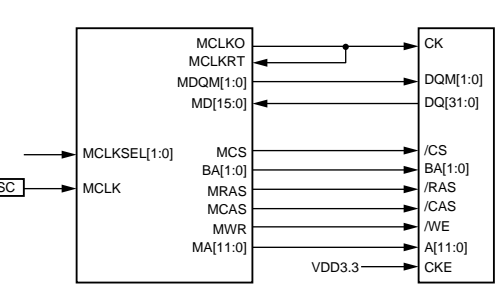 MCLKO CK
MCLKRT
MDQM[1:0] DQM[1:0]
MD[15:0] DQ[31:0]
MCLKSEL[1:0] MCS /CS
BA[1:0] BA[1:0]
SC MCLK MRAS /RAS
MCAS /CAS
MWR /WE
MA[11:0] A[11:0]
VDD3.3 CKE